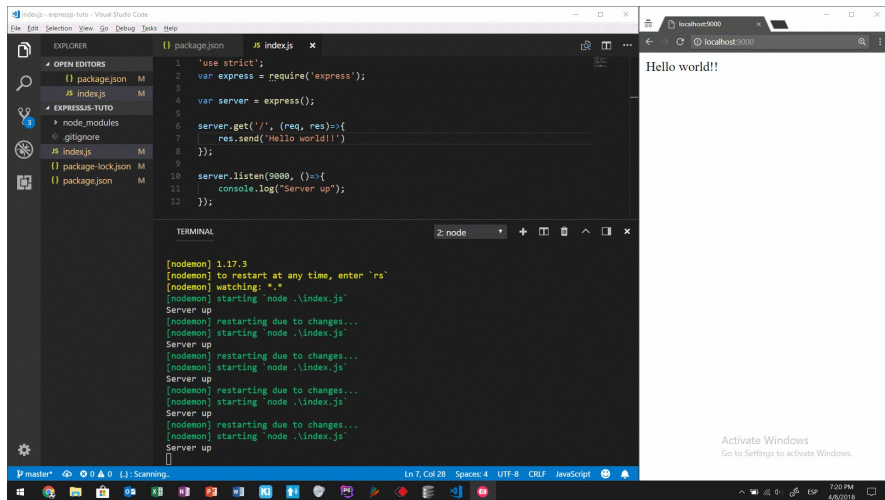 index.js - expressjs-tuto - Visual Studio Code
File Edit Selection View Go Debug Tasks Help
EXPLORER
OPEN EDITORS
{} package.json M
JS index.js M
EXPRESSJS-TUTO
node_modules
.gitignore
JS index.js M
{} package-lock.json M
{} package.json M
3
{} package.json JS index.js
1 'use strict';
2 var express = require('express');
3
4 var server = express();
5
6 server.get('/', (req, res)=>{
7 res.send('Hello world!!')
8 });
9
10 server.listen(9000, ()=>{
11 console.log("Server up");
12 });
TERMINAL 2: node
[nodemon] 1.17.3
[nodemon] to restart at any time, enter `rs`
[nodemon] watching: *.*
[nodemon] starting `node .\index.js`
Server up
[nodemon] restarting due to changes...
[nodemon] starting `node .\index.js`
Server up
[nodemon] restarting due to changes...
[nodemon] starting `node .\index.js`
Server up
[nodemon] restarting due to changes...
[nodemon] starting `node .\index.js`
Server up
[nodemon] restarting due to changes...
[nodemon] starting `node .\index.js`
Server up
master* 0 0 0 {..} : Scanning.. Ln 7, Col 28 Spaces: 4 UTF-8 CRLF JavaScript
localhost:9000
localhost:9000
Hello world!!
Activate Windows
Go to Settings to activate Windows.
ESP 7:20 PM
4/8/2018